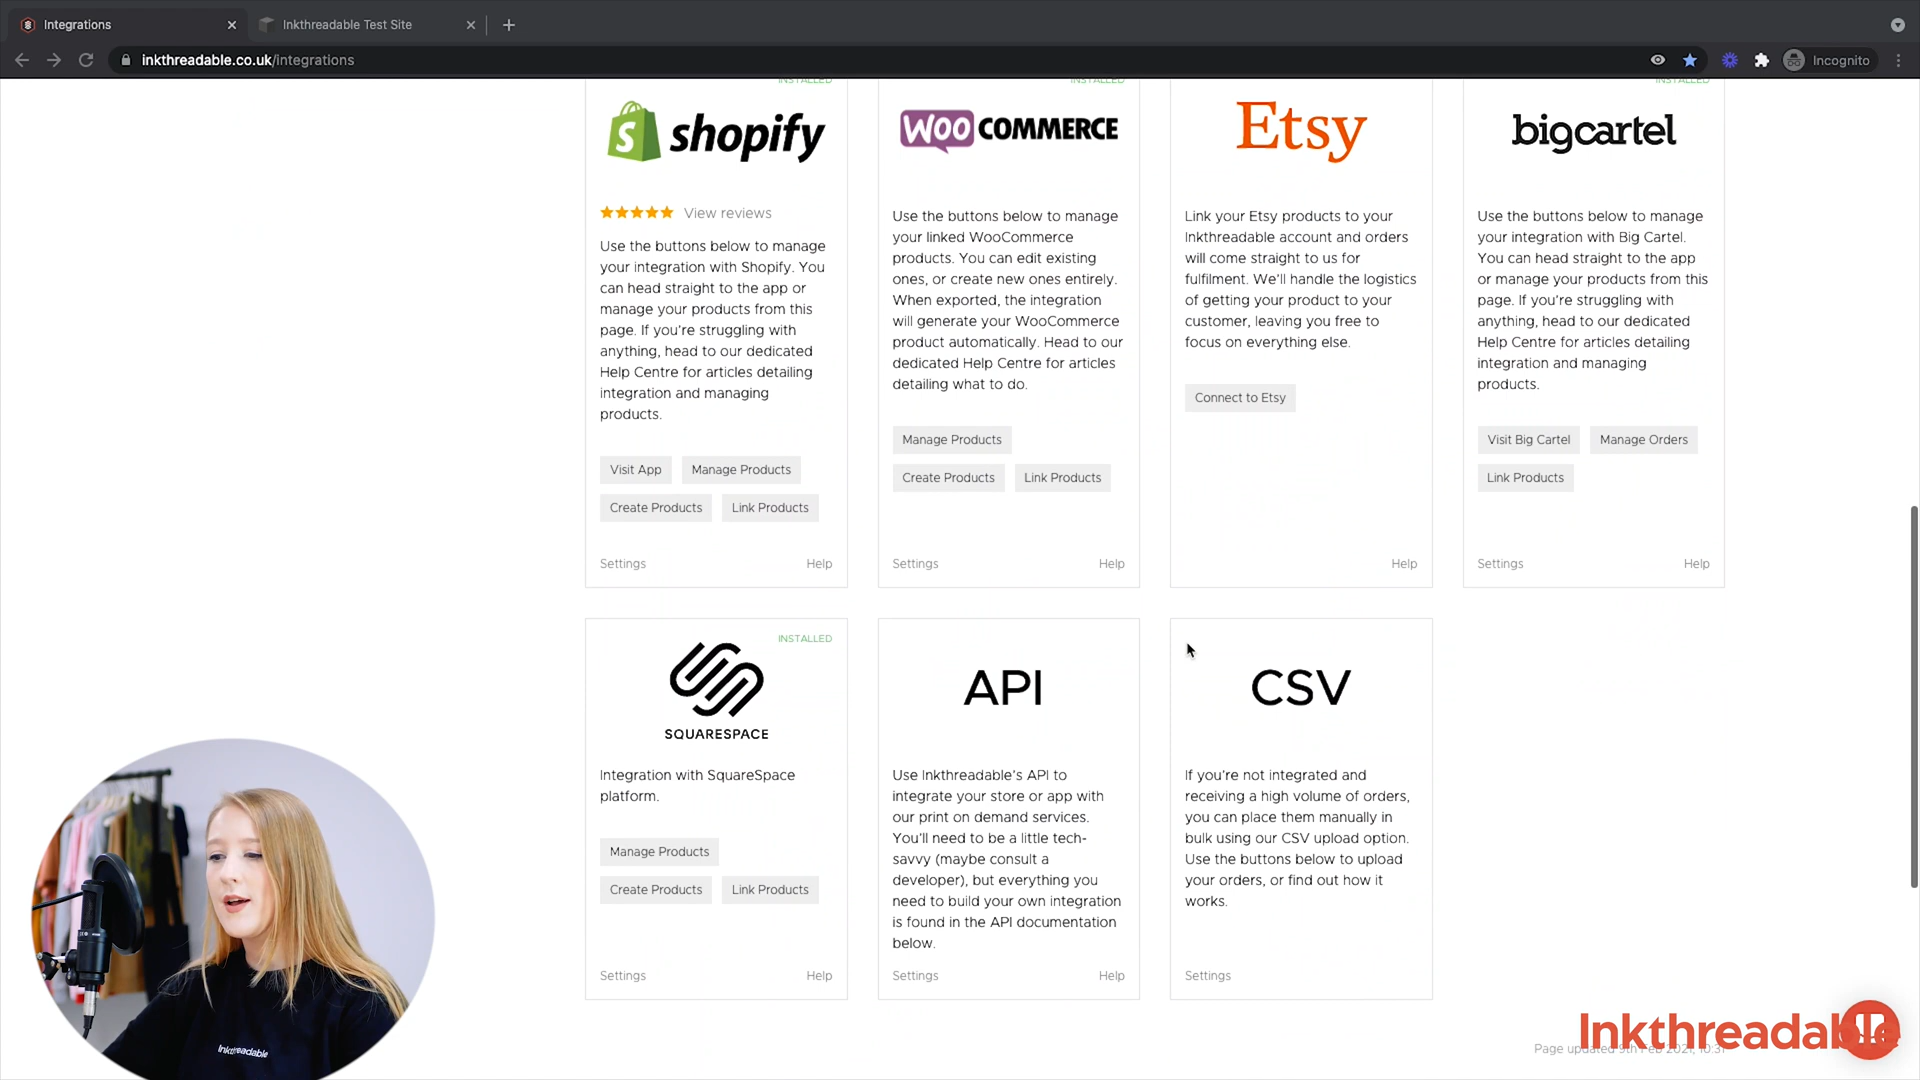 Integrations
Inkthreadable Test Site
inkthreadable.co.uk/integrations
Incognito
INSTALLED
INSTALLED
INSTALLED
shopify
View reviews
Use the buttons below to manage
your integration with Shopify. You
can head straight to the app or
manage your products from this
page. If you're struggling with
anything, head to our dedicated
Help Centre for articles detailing
integration and managing
products.
Visit App
Manage Products
Create Products
Link Products
Settings
Help
WOO COMMERCE
Use the buttons below to manage
your linked WooCommerce
products. You can edit existing
ones, or create new ones entirely.
When exported, the integration
will generate your WooCommerce
product automatically. Head to our
dedicated Help Centre for articles
detailing what to do.
Manage Products
Create Products
Link Products
Settings
Help
Etsy
Link your Etsy products to your
Inkthreadable account and orders
will come straight to us for
fulfilment. We'll handle the logistics
of getting your product to your
customer, leaving you free to
focus on everything else.
Connect to Etsy
Help
bigcartel
Use the buttons below to manage
your integration with Big Cartel.
You can head straight to the app
or manage your products from this
page. If you're struggling with
anything, head to our dedicated
Help Centre for articles detailing
integration and managing
products.
Visit Big Cartel
Manage Orders
Link Products
Settings
Help
INSTALLED
SQUARESPACE
Integration with SquareSpace
platform.
Manage Products
Create Products
Link Products
Settings
Help
API
Use Inkthreadable's API to
integrate your store or app with
our print on demand services.
You'll need to be a little tech-
savvy (maybe consult a
developer), but everything you
need to build your own integration
is found in the API documentation
below.
Settings
Help
CSV
If you're not integrated and
receiving a high volume of orders,
you can place them manually in
bulk using our CSV upload option.
Use the buttons below to upload
your orders, or find out how it
works.
Settings
Inkthreadable
Inkthreadable
Page updated 9th Feb 2021, 10:31